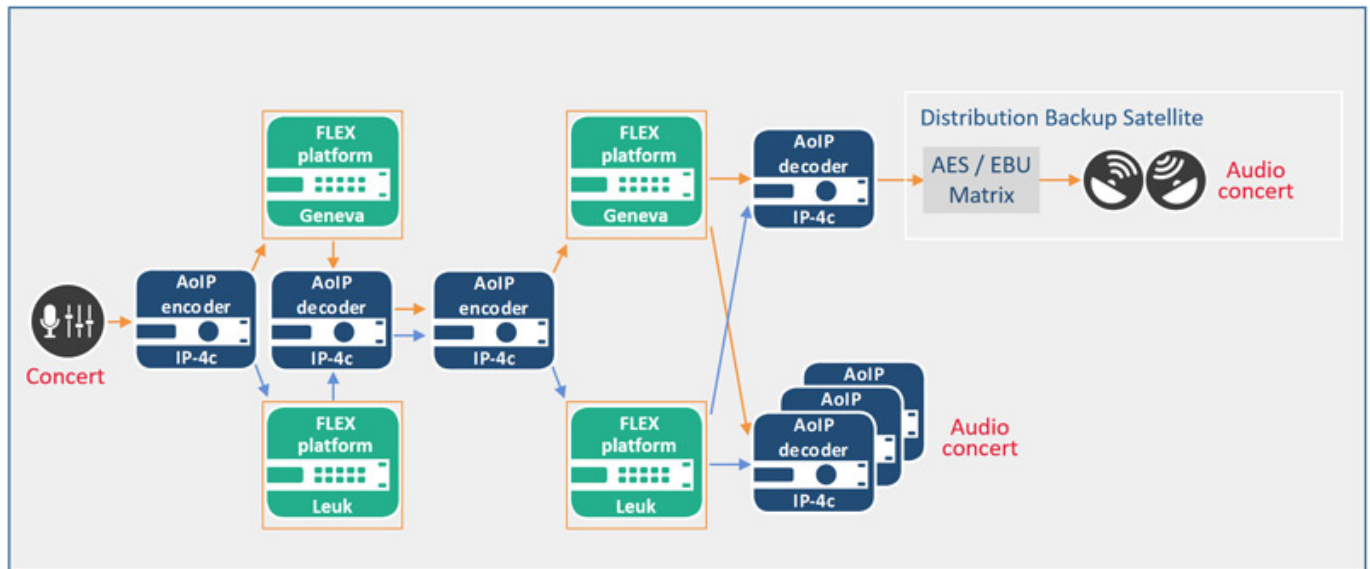 FLEX
platform
Geneva
FLEX
platform
Geneva
AoIP
decoder
IP-4c
Distribution Backup Satellite
AES / EBU
Matrix
Audio
concert
Concert
AoIP
encoder
IP-4c
AoIP
decoder
IP-4c
AoIP
encoder
IP-4c
FLEX
platform
Leuk
FLEX
platform
Leuk
AoIP
AoIP
AoIP
decoder
IP-4c
Audio
concert